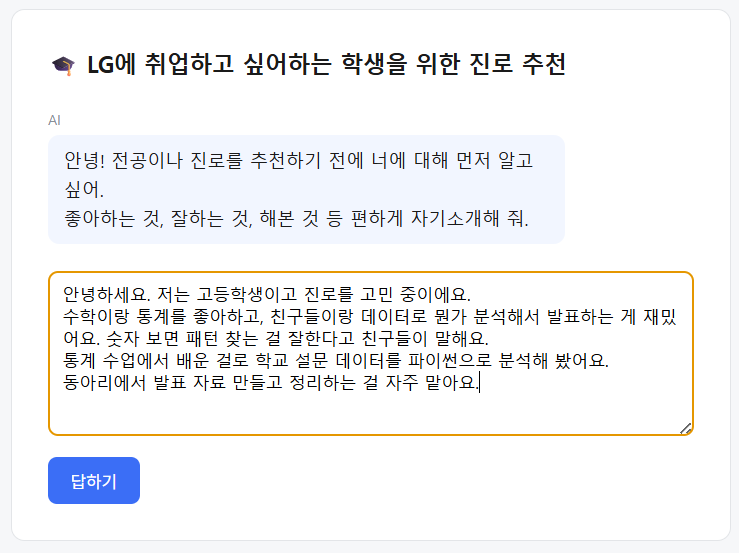 🎓 LG에 취업하고 싶어하는 학생을 위한 진로 추천
AI
안녕! 전공이나 진로를 추천하기 전에 너에 대해 먼저 알고
싶어.
좋아하는 것, 잘하는 것, 해본 것 등 편하게 자기소개해 줘.
안녕하세요. 저는 고등학생이고 진로를 고민 중이에요.
수학이랑 통계를 좋아하고, 친구들이랑 데이터로 뭔가 분석해서 발표하는 게 재밌
어요. 숫자 보면 패턴 찾는 걸 잘한다고 친구들이 말해요.
통계 수업에서 배운 걸로 학교 설문 데이터를 파이썬으로 분석해 봤어요.
동아리에서 발표 자료 만들고 정리하는 걸 자주 맡아요.
답하기